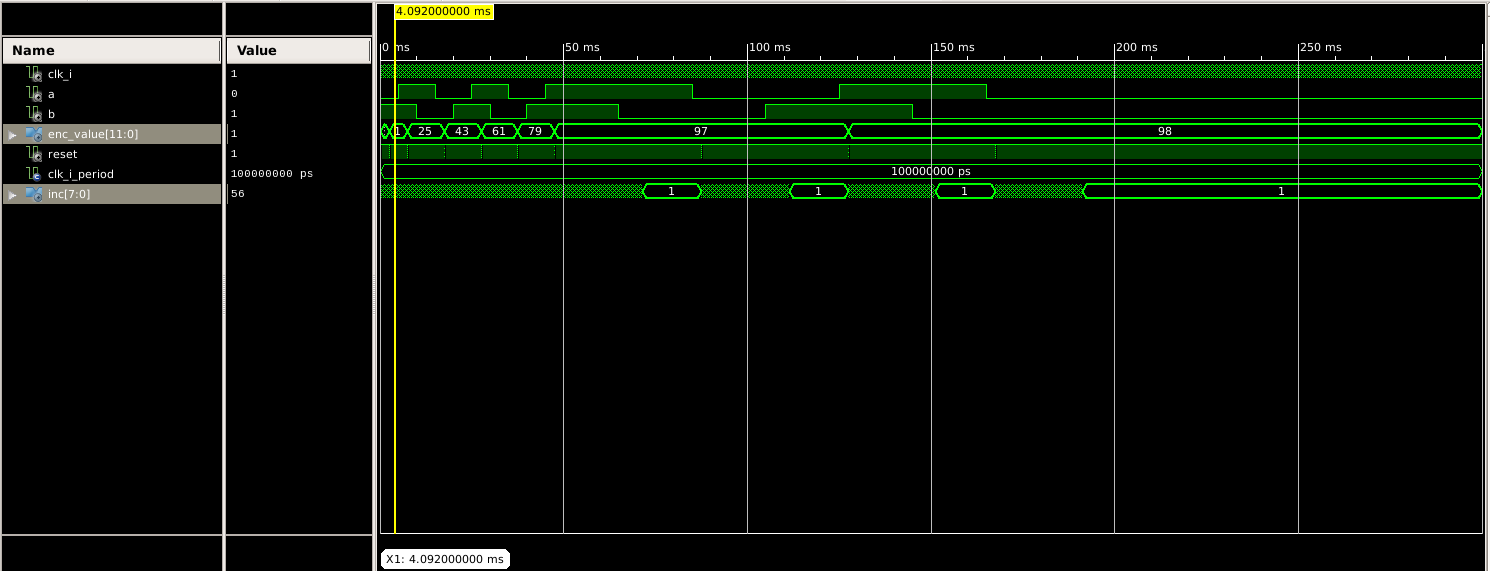 4.092000000 ms
Name Value 0 ms 50 ms 100 ms 150 ms 200 ms 250 ms
clk_i 1
a 0
b 1
enc_value[11:0] 1 1 25 43 61 79 97 98
reset 1
clk_i_period 100000000 ps 100000000 ps
inc[7:0] 56 1 1 1 1
X1: 4.092000000 ms